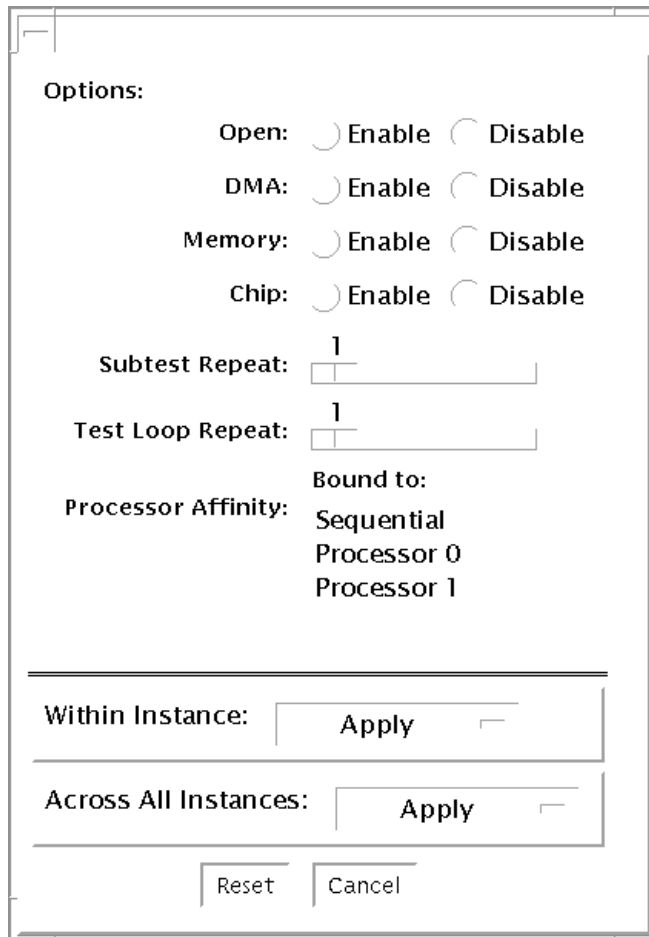 Options:
Open: Enable Disable
DMA: Enable Disable
Memory: Enable Disable
Chip: Enable Disable
1
Subtest Repeat:
1
Test Loop Repeat:
Bound to:
Processor Affinity:
Sequential
Processor 0
Processor 1
Within Instance: Apply
Across All Instances: Apply
Reset Cancel